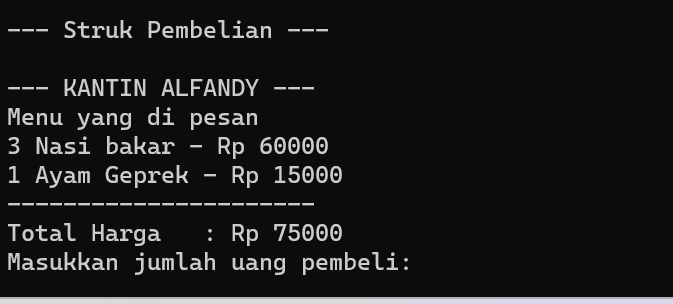 --- Struk Pembelian ---
--- KANTIN ALFANDY ---
Menu yang di pesan
3 Nasi bakar - Rp 60000
1 Ayam Geprek - Rp 15000
----------------------
Total Harga   : Rp 75000
Masukkan jumlah uang pembeli: